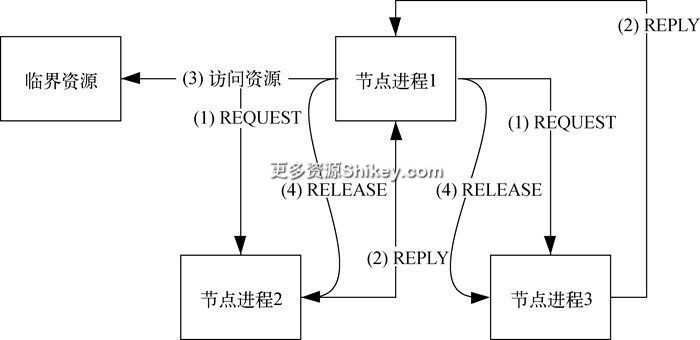 (2) REPLY
临界资源
(3) 访问资源
节点进程1
(1) REQUEST
(1) REQUEST
更多资源Shikey.com
(4) RELEASE
(4) RELEASE
(2) REPLY
节点进程2
节点进程3